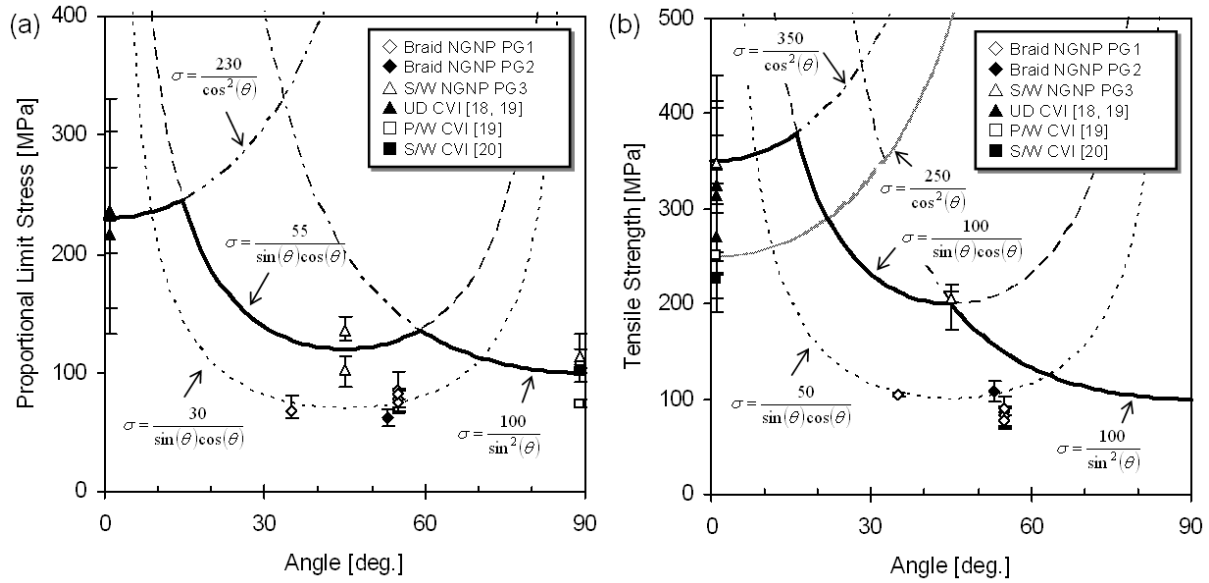 (a)
400
300
200
100
0
Proportional Limit Stress [MPa]
0 30 60 90
Angle [deg.]
◇ Braid NGNP PG1
◆ Braid NGNP PG2
△ S/W NGNP PG3
▲ UD CVI [18, 19]
□ P/W CVI [19]
■ S/W CVI [20]
σ = 230 / cos²(θ)
σ = 55 / sin(θ)cos(θ)
σ = 30 / sin(θ)cos(θ)
σ = 100 / sin²(θ)
(b)
500
400
300
200
100
500
Tensile Strength [MPa]
0 30 60 90
Angle [deg.]
◇ Braid NGNP PG1
◆ Braid NGNP PG2
△ S/W NGNP PG3
▲ UD CVI [18, 19]
□ P/W CVI [19]
■ S/W CVI [20]
σ = 350 / cos²(θ)
σ = 250 / cos²(θ)
σ = 100 / sin(θ)cos(θ)
σ = 50 / sin(θ)cos(θ)
σ = 100 / sin²(θ)